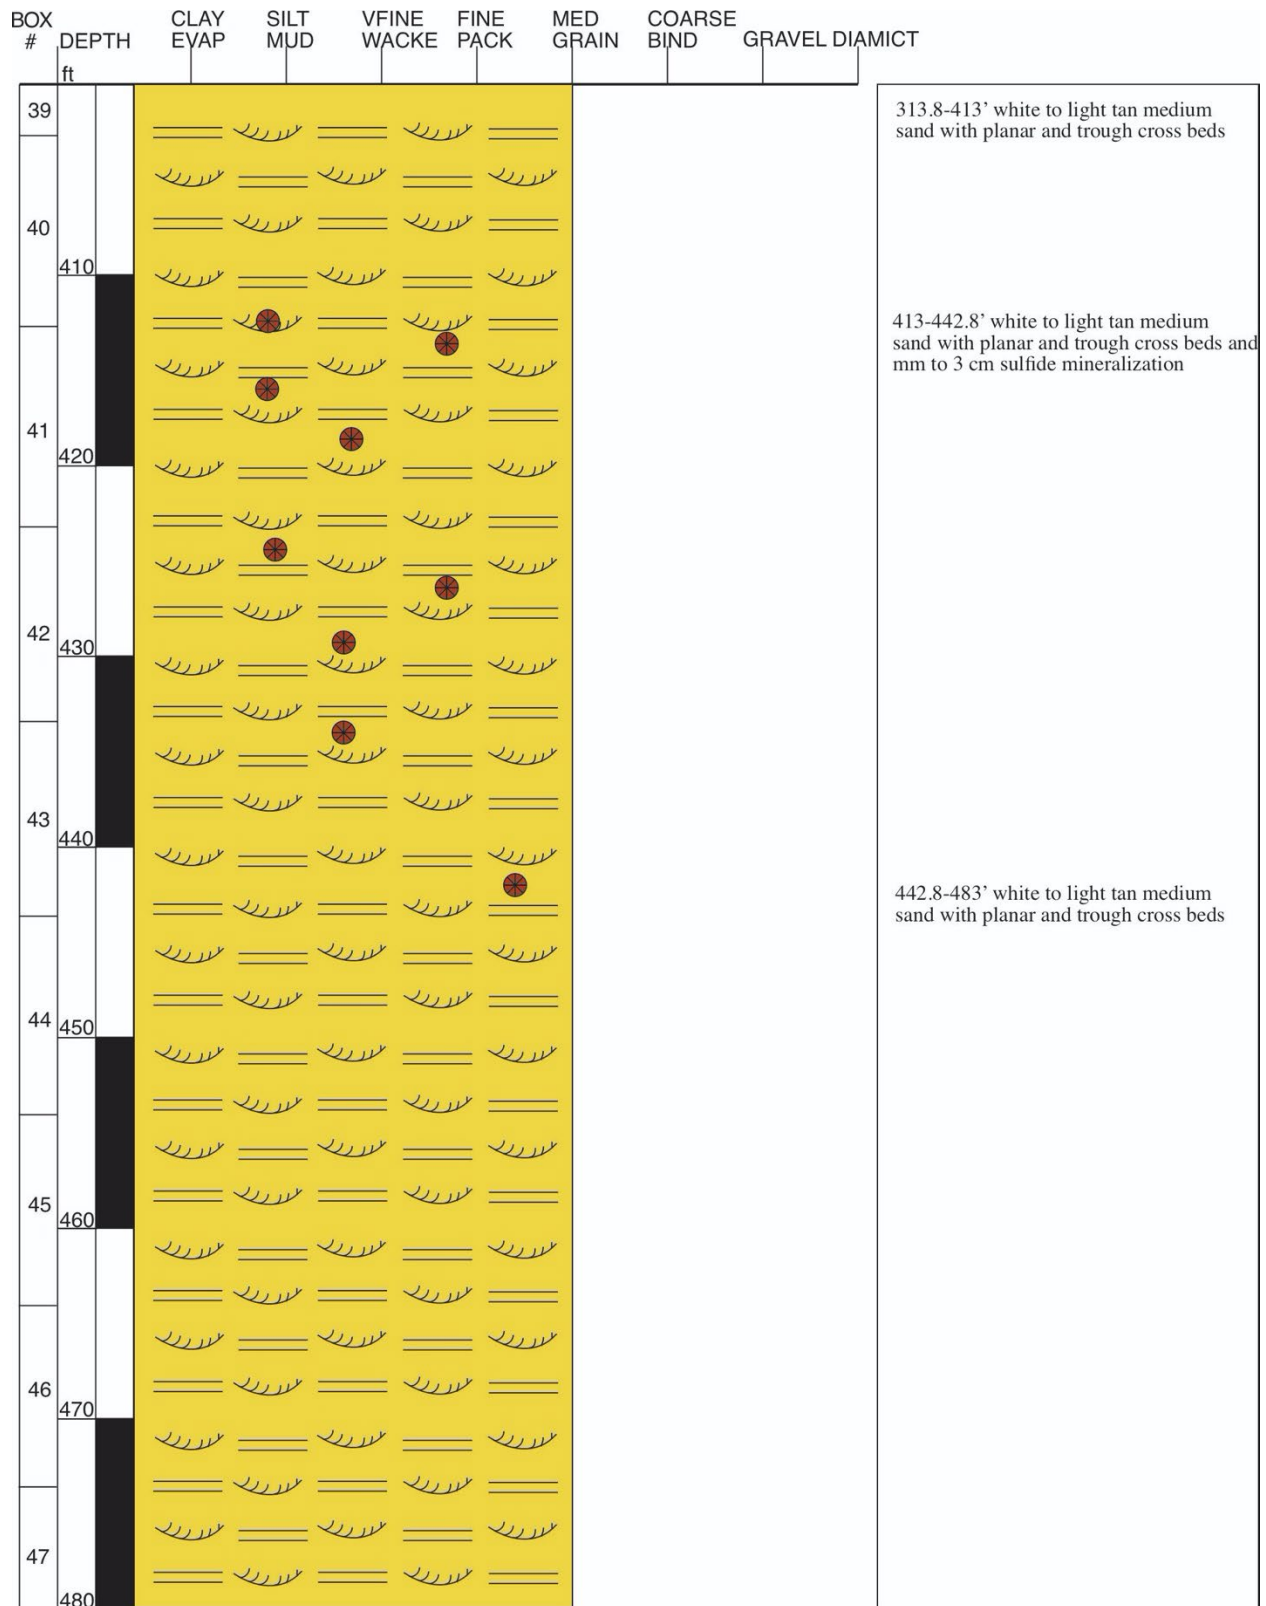 BOX CLAY SILT VFINE FINE MED COARSE
# DEPTH EVAP MUD WACKE PACK GRAIN BIND GRAVEL DIAMICT
ft
39
313.8-413’ white to light tan medium
sand with planar and trough cross beds
40
410
413-442.8’ white to light tan medium
sand with planar and trough cross beds and
mm to 3 cm sulfide mineralization
41
420
42
430
43
440
442.8-483’ white to light tan medium
sand with planar and trough cross beds
44
450
45
460
46
470
47
480